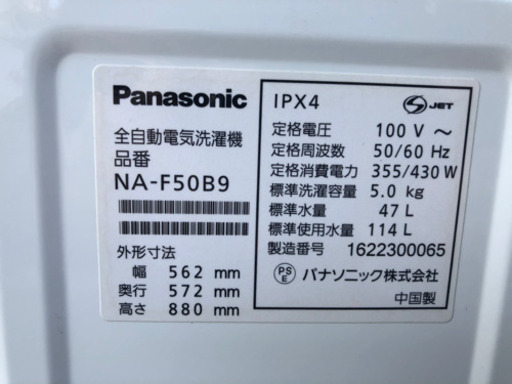 Panasonic
全自動電気洗濯機
品番
NA-F50B9
外形寸法
幅 562 mm
奥行 572 mm
高さ 880 mm
IPX4
S JET
定格電圧 100 V ～
定格周波数 50/60 Hz
定格消費電力 355/430 W
標準洗濯容量 5.0 kg
標準水量 47 L
標準使用水量 114 L
製造番号 1622300065
PS E パナソニック株式会社
中国製